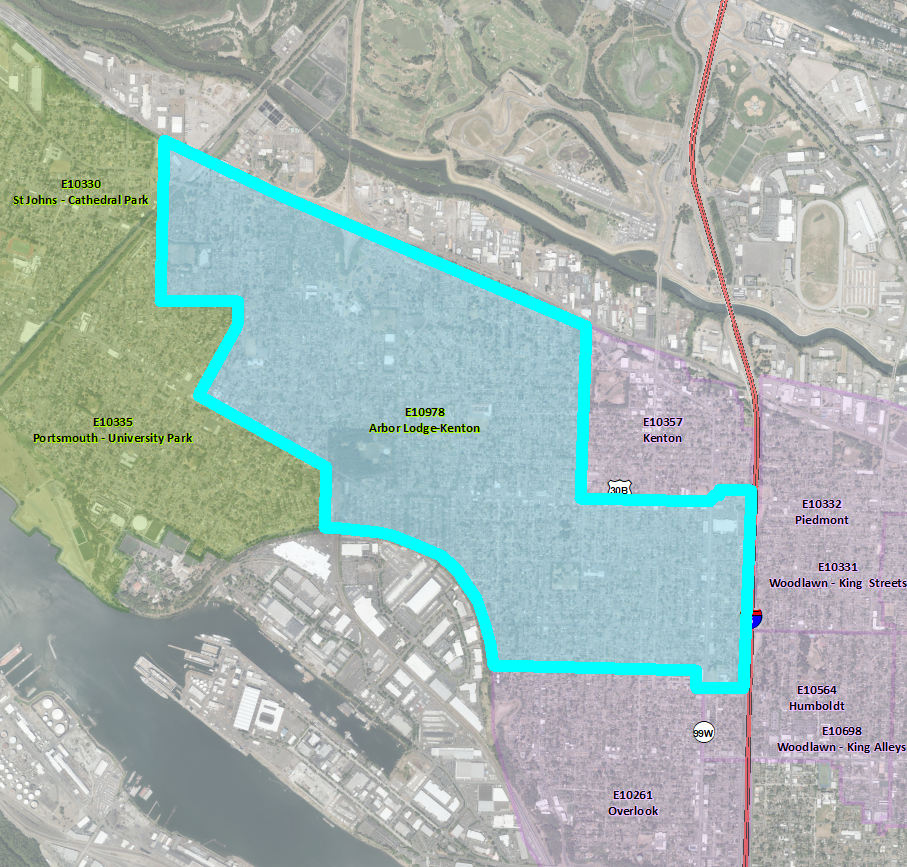 E10330
St Johns - Cathedral Park
E10978
Arbor Lodge-Kenton
E10335
Portsmouth - University Park
E10357
Kenton
30B
E10332
Piedmont
E10331
Woodlawn - King Streets
E10564
Humboldt
99W
E10698
Woodlawn - King Alleys
E10261
Overlook